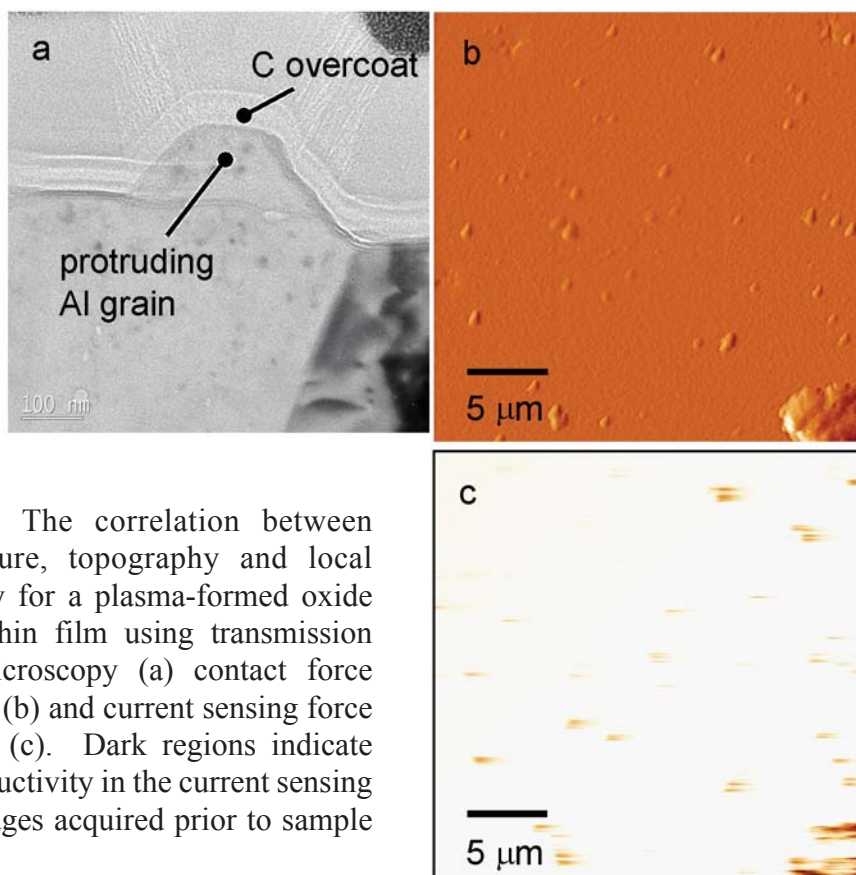 a
C overcoat
protruding
Al grain
100 nm
b
5 μm
c
5 μm
The correlation between
ure, topography and local
y for a plasma-formed oxide
hin film using transmission
icroscopy (a) contact force
(b) and current sensing force
(c). Dark regions indicate
uctivity in the current sensing
ges acquired prior to sample